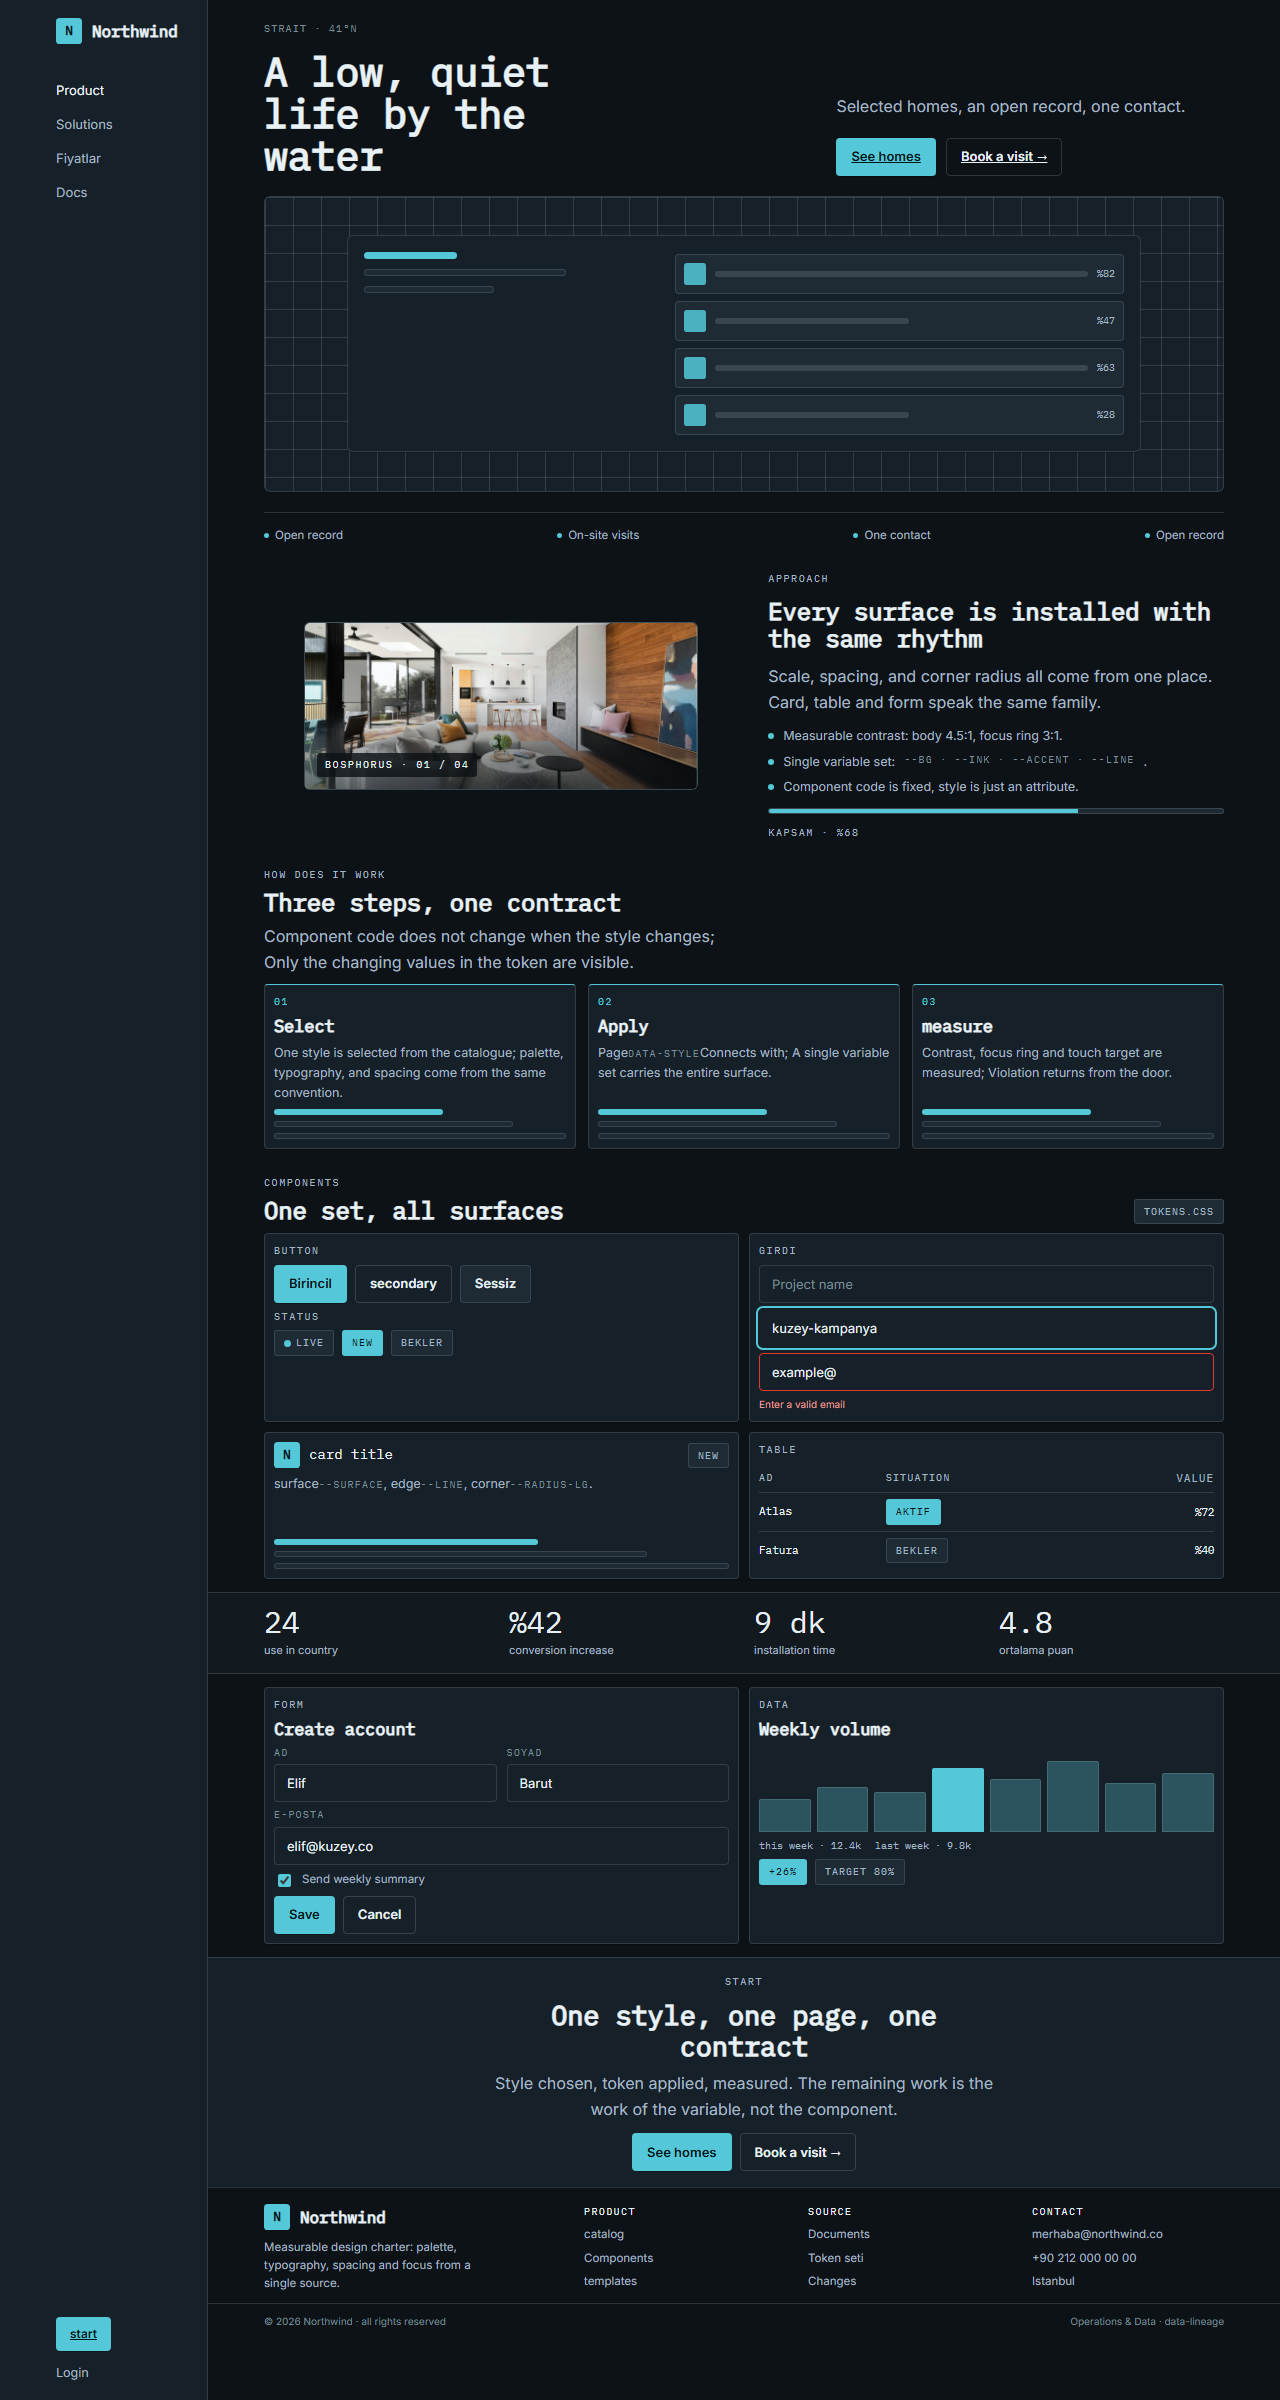 N Northwind
Product
Solutions
Fiyatlar
Docs
start
Login
STRAIT · 41°N
A low, quiet
life by the
water
Selected homes, an open record, one contact.
See homes
Book a visit →
%82
%47
%63
%28
Open record
On-site visits
One contact
Open record
BOSPHORUS · 01 / 04
APPROACH
Every surface is installed with
the same rhythm
Scale, spacing, and corner radius all come from one place.
Card, table and form speak the same family.
Measurable contrast: body 4.5:1, focus ring 3:1.
Single variable set: --BG · --INK · --ACCENT · --LINE .
Component code is fixed, style is just an attribute.
KAPSAM · %68
HOW DOES IT WORK
Three steps, one contract
Component code does not change when the style changes;
Only the changing values in the token are visible.
01
Select
One style is selected from the catalogue; palette,
typography, and spacing come from the same
convention.
02
Apply
PageDATA-STYLEConnects with; A single variable
set carries the entire surface.
03
measure
Contrast, focus ring and touch target are
measured; Violation returns from the door.
COMPONENTS
One set, all surfaces
TOKENS.CSS
BUTTON
Birincil
secondary
Sessiz
STATUS
LIVE
NEW
BEKLER
GIRDI
Project name
kuzey-kampanya
example@
Enter a valid email
N card title
NEW
surface--SURFACE, edge--LINE, corner--RADIUS-LG.
TABLE
AD SITUATION VALUE
Atlas AKTIF %72
Fatura BEKLER %40
24
use in country
%42
conversion increase
9 dk
installation time
4.8
ortalama puan
FORM
Create account
AD
Elif
SOYAD
Barut
E-POSTA
elif@kuzey.co
Send weekly summary
Save
Cancel
DATA
Weekly volume
this week · 12.4k last week · 9.8k
+26%
TARGET 80%
START
One style, one page, one
contract
Style chosen, token applied, measured. The remaining work is the
work of the variable, not the component.
See homes
Book a visit →
N Northwind
Measurable design charter: palette,
typography, spacing and focus from a
single source.
PRODUCT
catalog
Components
templates
SOURCE
Documents
Token seti
Changes
CONTACT
merhaba@northwind.co
+90 212 000 00 00
Istanbul
© 2026 Northwind · all rights reserved
Operations & Data · data-lineage